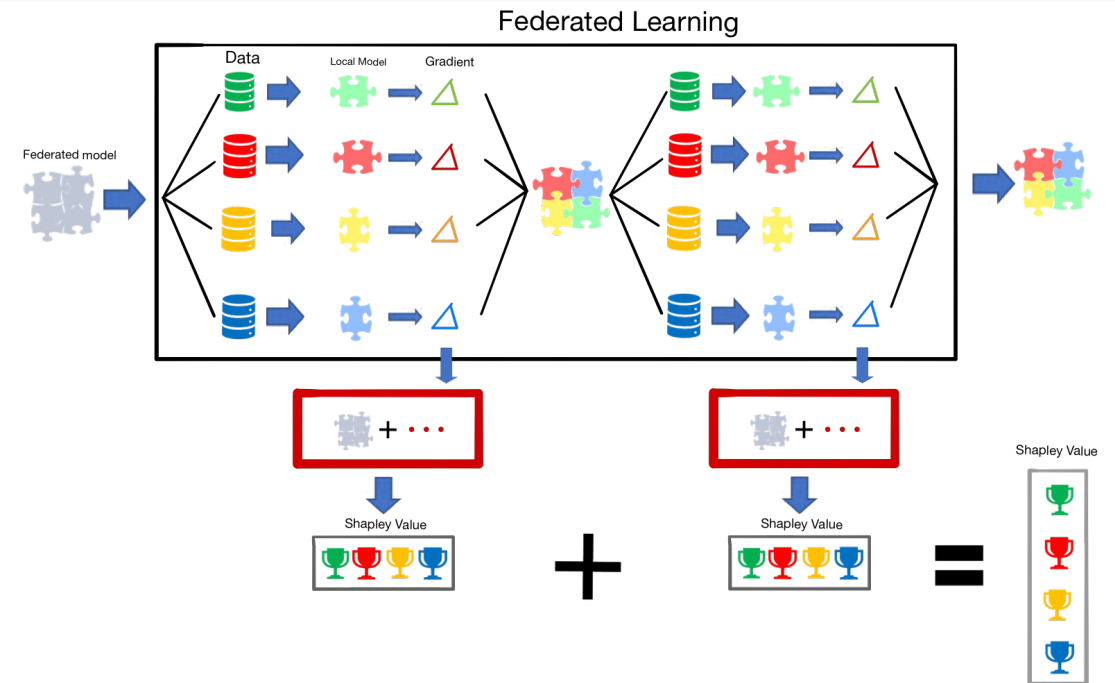 Federated Learning
Data
Local Model
Gradient
Federated model
+ ···
+ ···
Shapley Value
Shapley Value
Shapley Value
+
=